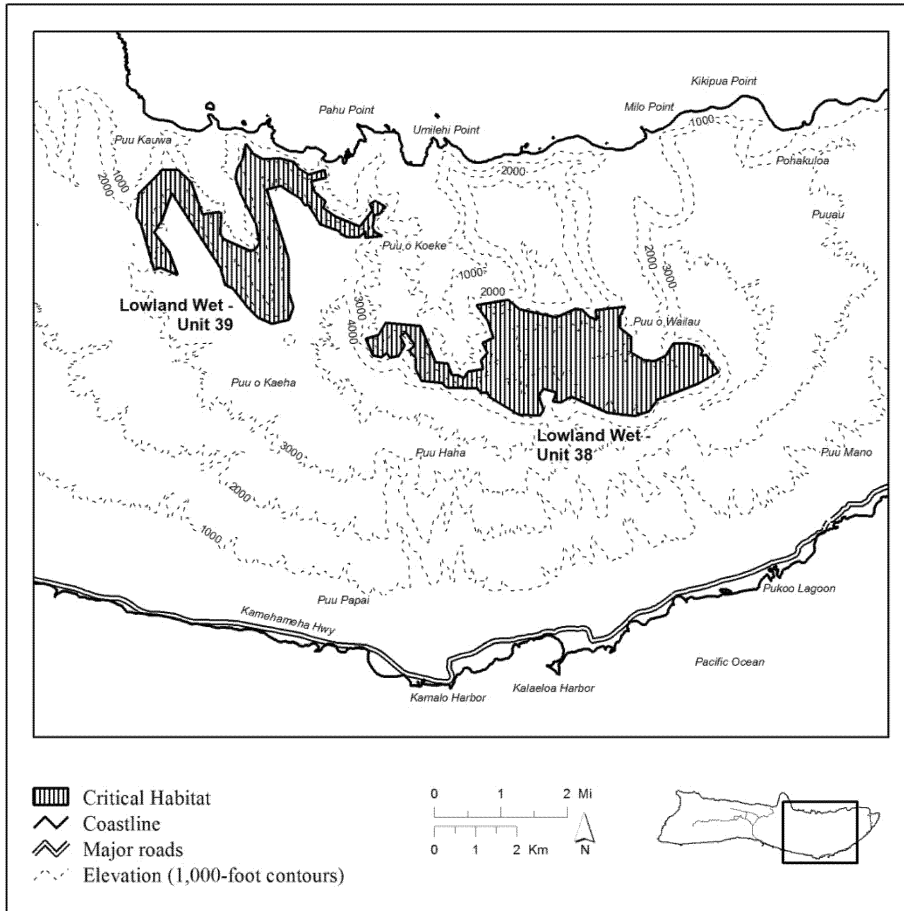 Kikipua Point
Pahu Point
Milo Point
Umilehi Point
1000
Puu Kauwa
Pohakuloa
2000
1000
2000
Puuau
Puu o Koeke
2000
3000
1000
2000
Lowland Wet -
Unit 39
3000
4000
Puu o Wailau
Puu o Kaeha
Lowland Wet -
Unit 38
Puu Haha
Puu Mano
3000
2000
1000
Pukoo Lagoon
Puu Papai
Kamehameha Hwy
Pacific Ocean
Kamalo Harbor
Kalaeloa Harbor
Critical Habitat
Coastline
Major roads
Elevation (1,000-foot contours)
0 1 2 Mi
0 1 2 Km
N